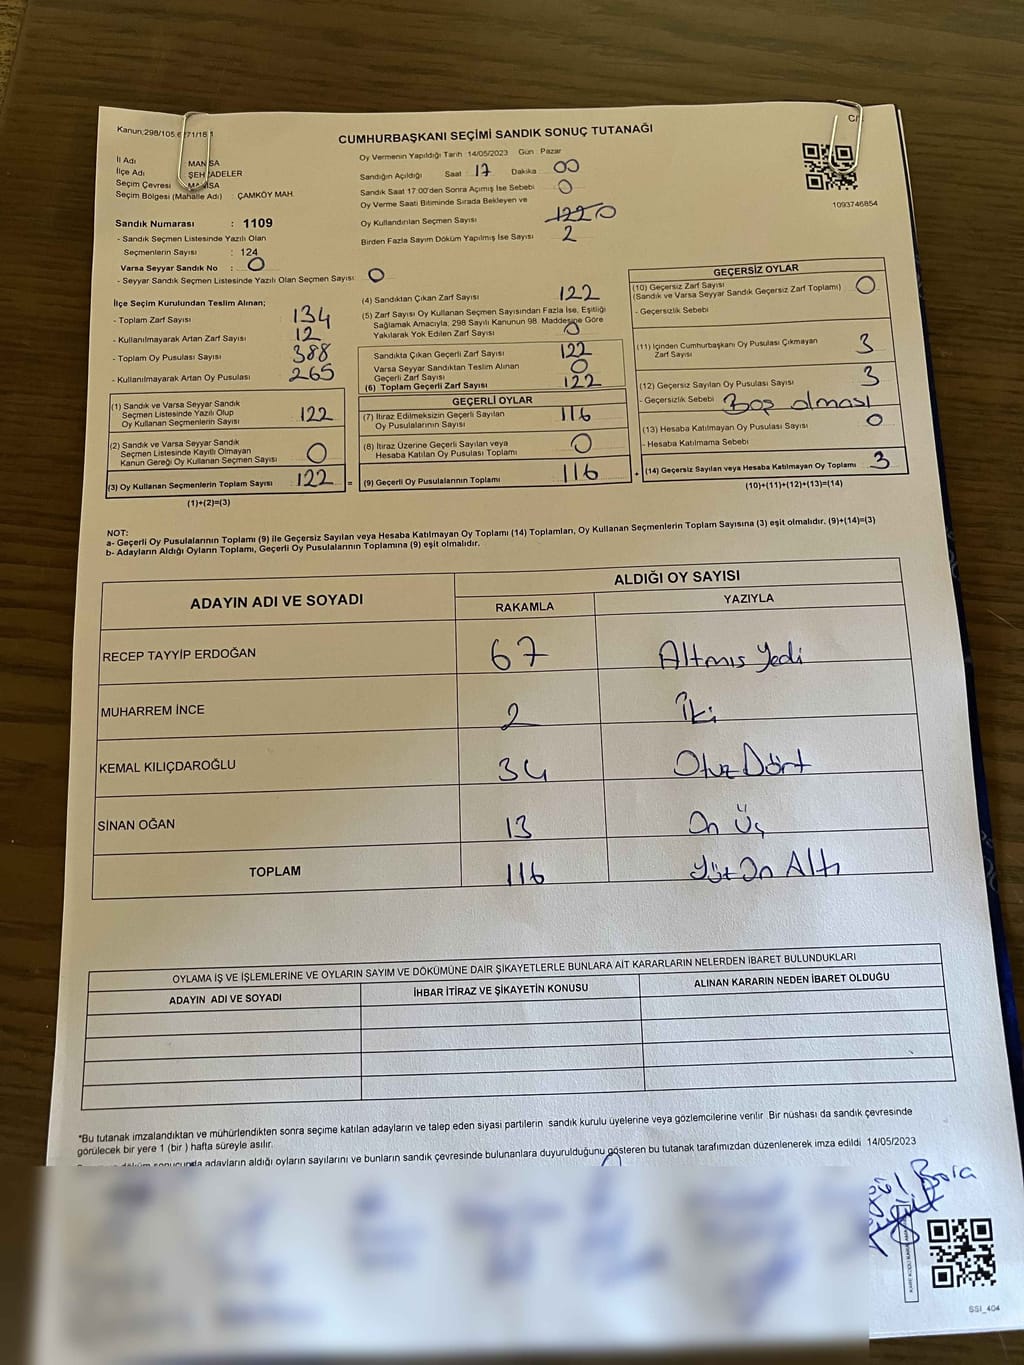 Kanun:298/105
C/
CUMHURBAŞKANI SEÇİMİ SANDIK SONUÇ TUTANAĞI
İl Adı MANİSA
İlçe Adı ŞEHZADELER
Seçim Çevresi MANİSA
Seçim Bölgesi (Mahalle Adı) : ÇAMKÖY MAH.
Oy Vermenin Yapıldığı Tarih 14/05/2023 Gün: Pazar
Sandığın Açıldığı Saat 17 Dakika 00
Sandık Saat 17:00'den Sonra Açılmış İse Sebebi 0
Oy Verme Saati Bitiminde Sırada Bekleyen ve
Oy Kullandırılan Seçmen Sayısı 0
Birden Fazla Sayım Döküm Yapılmış İse Sayısı 2
1093746854
Sandık Numarası : 1109
- Sandık Seçmen Listesinde Yazılı Olan
Seçmenlerin Sayısı : 124
Varsa Seyyar Sandık No : 0
- Seyyar Sandık Seçmen Listesinde Yazılı Olan Seçmen Sayısı: 0
İlçe Seçim Kurulundan Teslim Alınan;
- Toplam Zarf Sayısı 134
- Kullanılmayarak Artan Zarf Sayısı 12
- Toplam Oy Pusulası Sayısı 388
- Kullanılmayarak Artan Oy Pusulası 265
(1) Sandık ve Varsa Seyyar Sandık
Seçmen Listesinde Yazılı Olup
Oy Kullanan Seçmenlerin Sayısı 122
(2) Sandık ve Varsa Seyyar Sandık
Seçmen Listesinde Kayıtlı Olmayan
Kanun Gereği Oy Kullanan Seçmen Sayısı 0
(3) Oy Kullanan Seçmenlerin Toplam Sayısı 122 =
(1)+(2)=(3)
(4) Sandıktan Çıkan Zarf Sayısı 122
(5) Zarf Sayısı Oy Kullanan Seçmen Sayısından Fazla İse, Eşitliği
Sağlamak Amacıyla, 298 Sayılı Kanunun 98. Maddesine Göre
Yakılarak Yok Edilen Zarf Sayısı 0
Sandıkta Çıkan Geçerli Zarf Sayısı 122
Varsa Seyyar Sandıktan Teslim Alınan
Geçerli Zarf Sayısı 0
(6) Toplam Geçerli Zarf Sayısı 122
GEÇERLİ OYLAR
(7) İtiraz Edilmeksizin Geçerli Sayılan
Oy Pusulalarının Sayısı 116
(8) İtiraz Üzerine Geçerli Sayılan veya
Hesaba Katılan Oy Pusulası Toplamı 0
(9) Geçerli Oy Pusulalarının Toplamı 116 +
GEÇERSİZ OYLAR
(10) Geçersiz Zarf Sayısı
(Sandık ve Varsa Seyyar Sandık Geçersiz Zarf Toplamı) 0
- Geçersizlik Sebebi
(11) İçinden Cumhurbaşkanı Oy Pusulası Çıkmayan
Zarf Sayısı 3
(12) Geçersiz Sayılan Oy Pusulası Sayısı 3
- Geçersizlik Sebebi Boş olması
(13) Hesaba Katılmayan Oy Pusulası Sayısı 0
- Hesaba Katılmama Sebebi
(14) Geçersiz Sayılan veya Hesaba Katılmayan Oy Toplamı 3
(10)+(11)+(12)+(13)=(14)
NOT:
a- Geçerli Oy Pusulalarının Toplamı (9) ile Geçersiz Sayılan veya Hesaba Katılmayan Oy Toplamı (14) Toplamları, Oy Kullanan Seçmenlerin Toplam Sayısına (3) eşit olmalıdır. (9)+(14)=(3)
b- Adayların Aldığı Oyların Toplamı, Geçerli Oy Pusulalarının Toplamına (9) eşit olmalıdır.
ADAYIN ADI VE SOYADI ALDIĞI OY SAYISI
RAKAMLA YAZIYLA
RECEP TAYYİP ERDOĞAN 67 Altmış Yedi
MUHARREM İNCE 2 İki
KEMAL KILIÇDAROĞLU 34 Otuz Dört
SİNAN OĞAN 13 On Üç
TOPLAM 116 Yüz On Altı
OYLAMA İŞ VE İŞLEMLERİNE VE OYLARIN SAYIM VE DÖKÜMÜNE DAİR ŞİKAYETLERLE BUNLARA AİT KARARLARIN NELERDEN İBARET BULUNDUKLARI
ADAYIN ADI VE SOYADI İHBAR İTİRAZ VE ŞİKAYETİN KONUSU ALINAN KARARIN NEDEN İBARET OLDUĞU
*Bu tutanak imzalandıktan ve mühürlendikten sonra seçime katılan adayların ve talep eden siyasi partilerin sandık kurulu üyelerine veya gözlemcilerine verilir. Bir nüshası da sandık çevresinde
görülecek bir yere 1 (bir) hafta süreyle asılır.
sonucunda adayların aldığı oyların sayılarını ve bunların sandık çevresinde bulunanlara duyurulduğunu gösteren bu tutanak tarafımızdan düzenlenerek imza edildi 14/05/2023
Bora
SSI_404